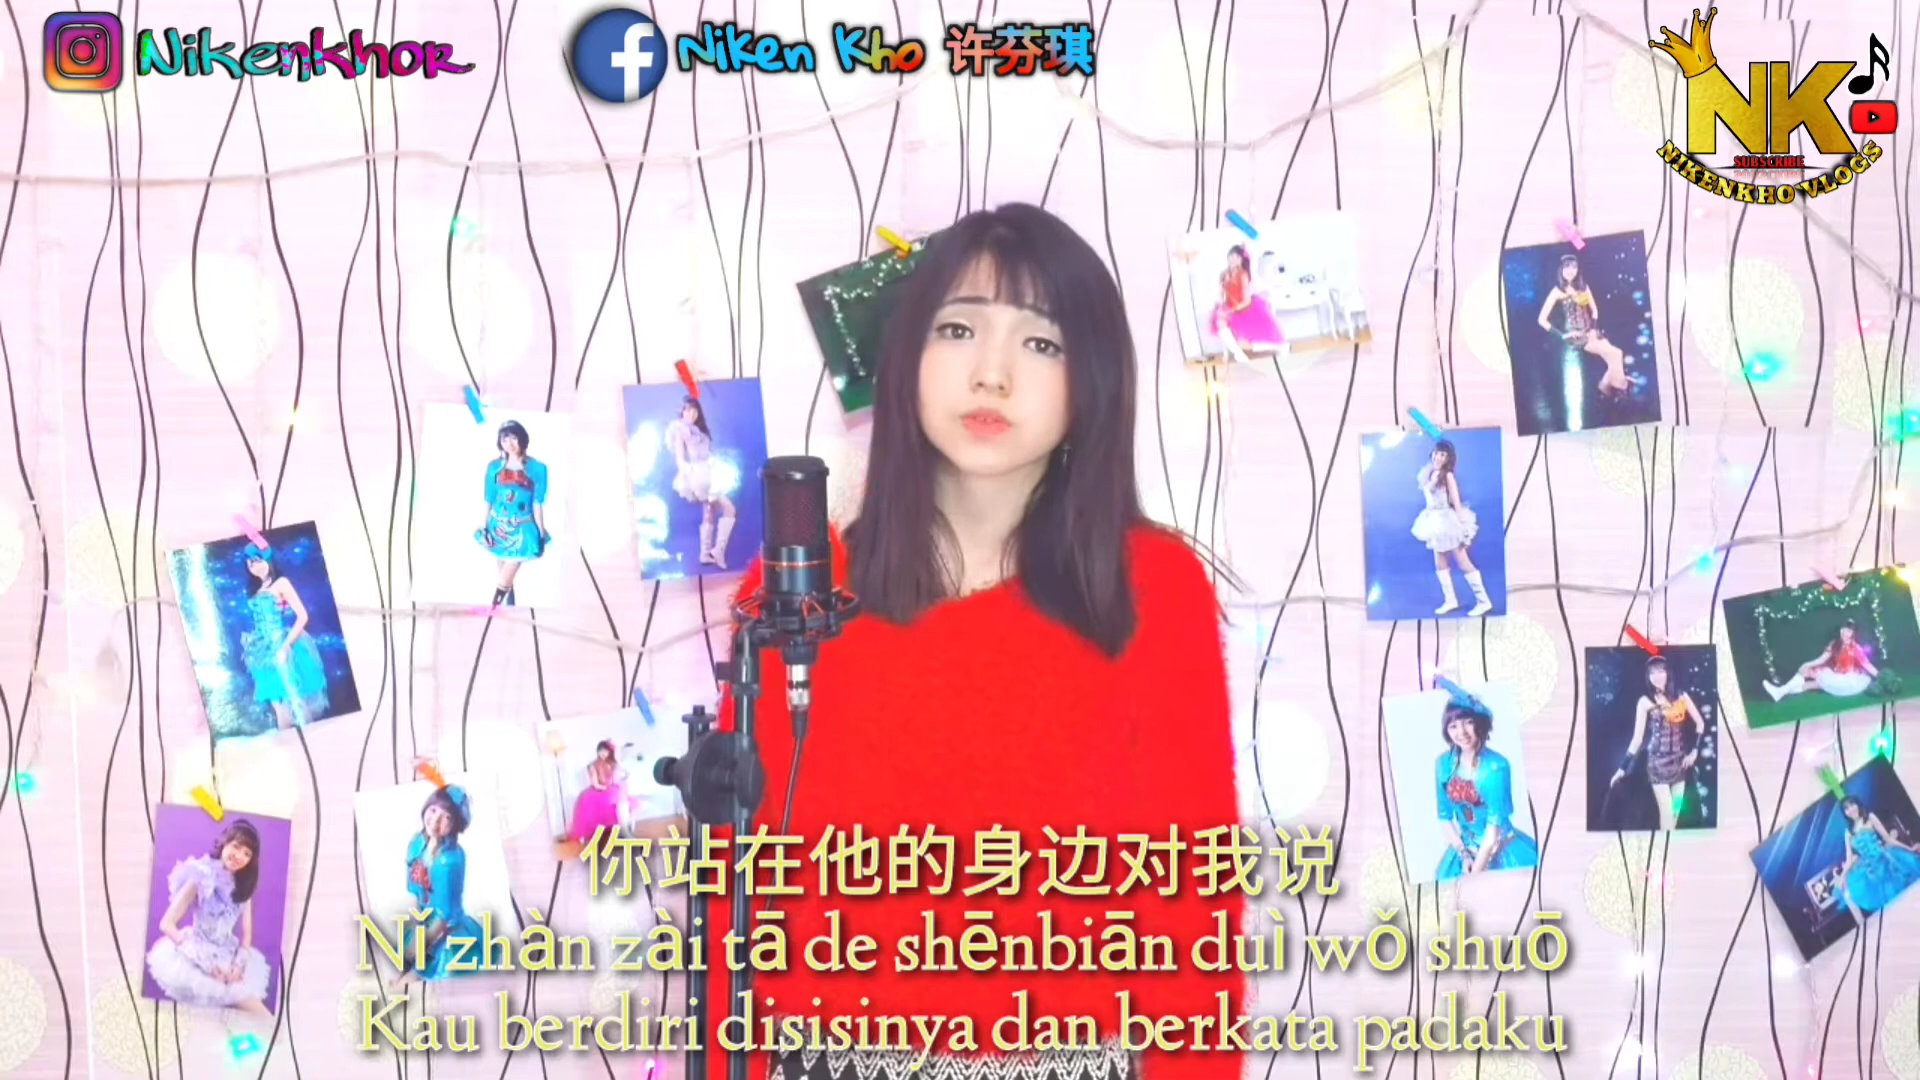 Nikenkhor
f Niken Kho 许芬琪
NK
SUBSCRIBE
NIKENKHO VLOGS
你站在他的身边对我说
Nǐ zhàn zài tā de shēnbiān duì wǒ shuō
Kau berdiri disisinya dan berkata padaku